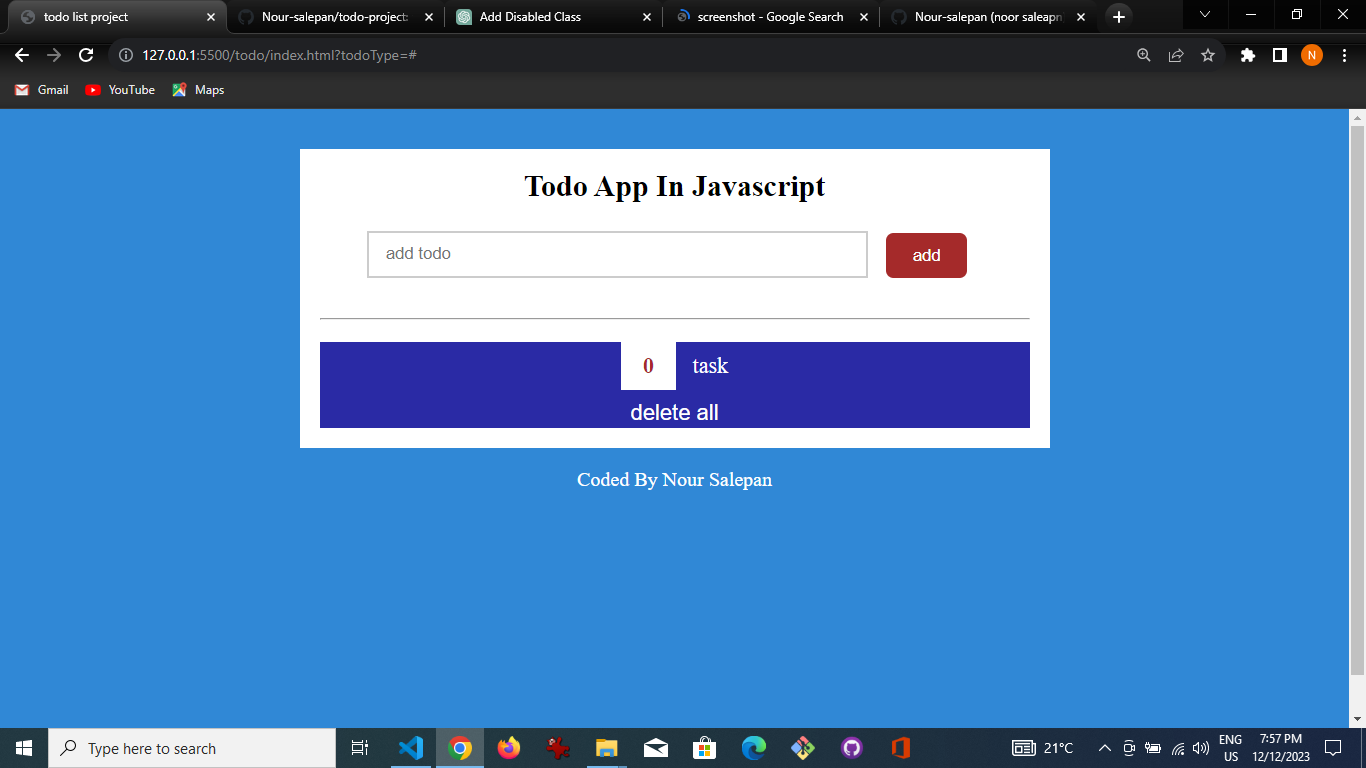 todo list project
Nour-salepan/todo-project:
Add Disabled Class
screenshot - Google Search
Nour-salepan (noor saleapn)
127.0.0.1:5500/todo/index.html?todoType=#
N
Gmail
YouTube
Maps
Todo App In Javascript
add todo
add
0 task
delete all
Coded By Nour Salepan
Type here to search
21°C
ENG
US
7:57 PM
12/12/2023